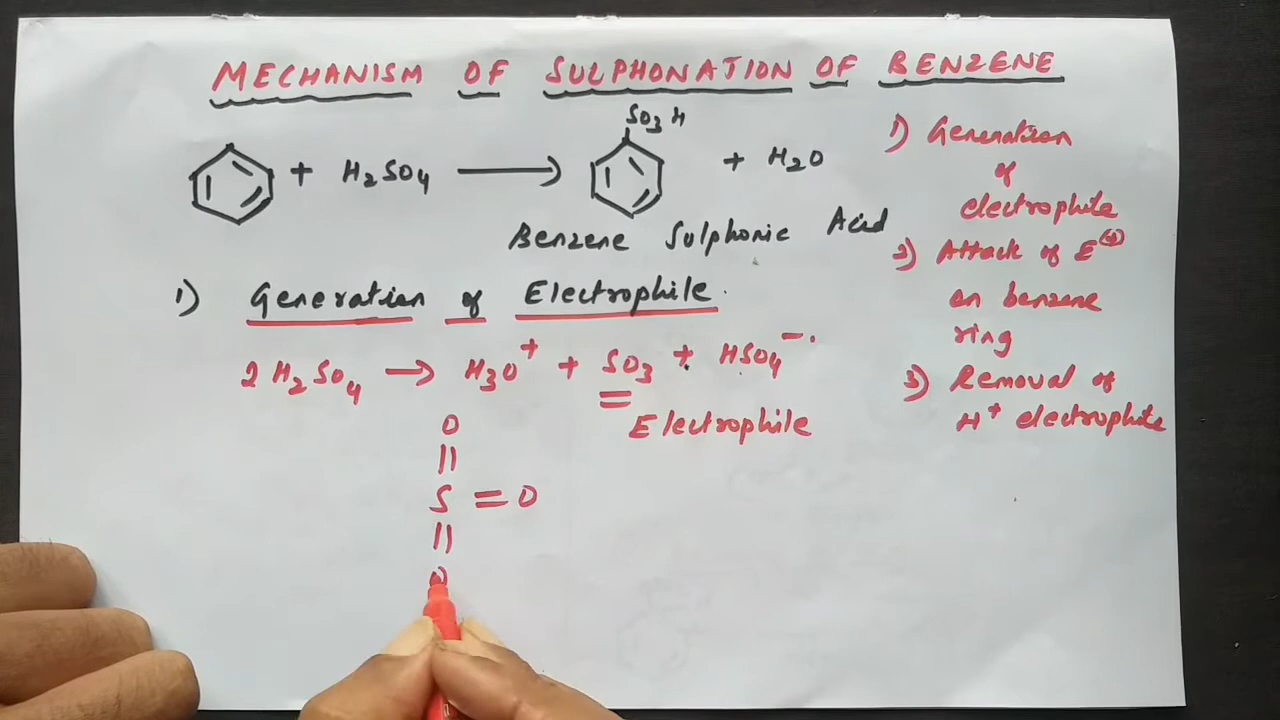 MECHANISM OF SULPHONATION OF BENZENE
SO3H
+ H2SO4 ⟶ + H2O
Benzene Sulphonic Acid
1) Generation of Electrophile.
2 H2SO4 → H3O+ + SO3 + HSO4−.
Electrophile
O
||
S = O
||
O
1) Generation
of
electrophile
2) Attack of E(+)
on benzene
ring
3) Removal of
H+ electrophile